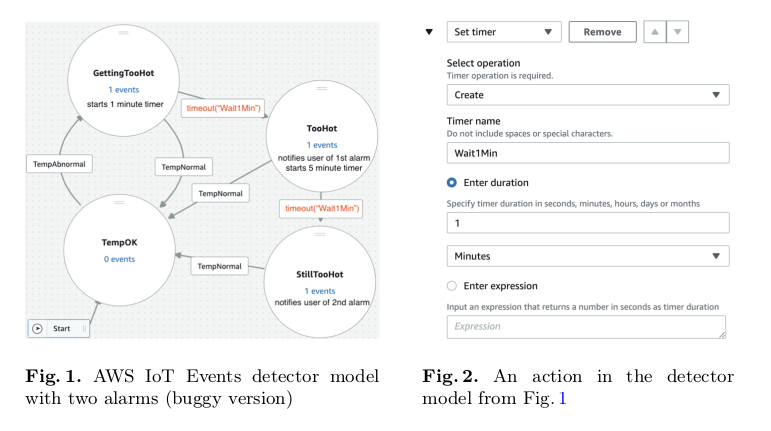 GettingTooHot
1 events
starts 1 minute timer
timeout("Wait1Min")
TooHot
1 events
notifies user of 1st alarm
starts 5 minute timer
TempAbnormal
TempNormal
TempNormal
timeout("Wait1Min")
TempOK
0 events
TempNormal
StillTooHot
1 events
notifies user of 2nd alarm
Start
Fig. 1. AWS IoT Events detector model
with two alarms (buggy version)
Set timer
Remove
Select operation
Timer operation is required.
Create
Timer name
Do not include spaces or special characters.
Wait1Min
Enter duration
Specify timer duration in seconds, minutes, hours, days or months
1
Minutes
Enter expression
Input an expression that returns a number in seconds as timer duration
Expression
Fig. 2. An action in the detector
model from Fig. 1